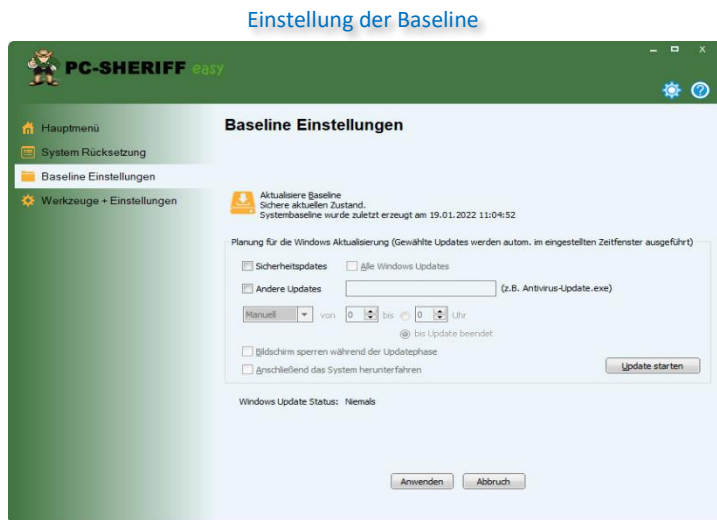 Einstellung der Baseline
PC-SHERIFF easy
Hauptmenü
System Rücksetzung
Baseline Einstellungen
Werkzeuge + Einstellungen
Baseline Einstellungen
Aktualisiere Baseline
Sichere aktuellen Zustand.
Systembaseline wurde zuletzt erzeugt am 19.01.2022 11:04:52
Planung für die Windows Aktualisierung (Gewählte Updates werden autom. im eingestellten Zeitfenster ausgeführt)
Sicherheitspdates Alle Windows Updates
Andere Updates (z.B. Antivirus-Update.exe)
Manuell von 0 bis 0 Uhr
bis Update beendet
Bildschirm sperren während der Updatephase
Anschließend das System herunterfahren
Update starten
Windows Update Status: Niemals
Anwenden Abbruch